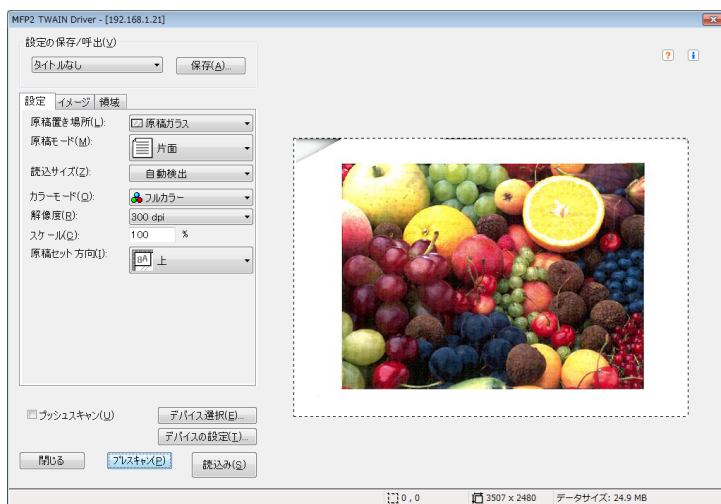 MFP2 TWAIN Driver - [192.168.1.21]
設定の保存/呼出(V)
タイトルなし
保存(A)...
設定 イメージ 領域
原稿置き場所(L): 原稿ガラス
原稿モード(M): 片面
読込サイズ(Z): 自動検出
カラーモード(O): フルカラー
解像度(R): 300 dpi
スケール(C): 100 %
原稿セット方向(I): 上
プッシュスキャン(U)
デバイス選択(E)...
デバイスの設定(T)...
閉じる プレスキャン(P) 読込み(S)
0 , 0 3507 x 2480 データサイズ: 24.9 MB